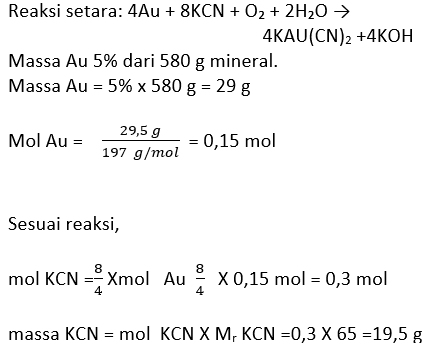 Reaksi setara: 4Au + 8KCN + O₂ + 2H₂O →
4KAU(CN)₂ +4KOH
Massa Au 5% dari 580 g mineral.
Massa Au = 5% x 580 g = 29 g
Mol Au = 29,5 g / 197 g/mol = 0,15 mol
Sesuai reaksi,
mol KCN =8/4 Xmol Au 8/4 X 0,15 mol = 0,3 mol
massa KCN = mol KCN X Mᵣ KCN =0,3 X 65 =19,5 g